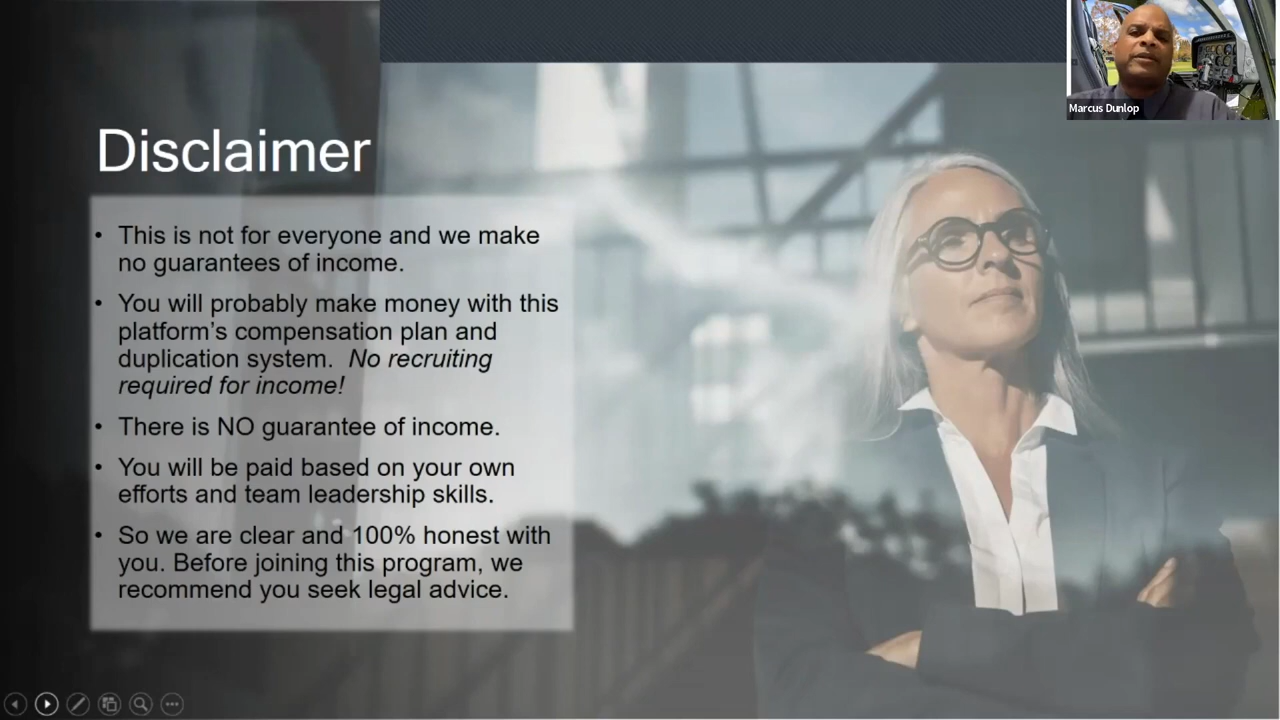 Marcus Dunlop
Disclaimer
• This is not for everyone and we make
no guarantees of income.
• You will probably make money with this
platform's compensation plan and
duplication system.  No recruiting
required for income!
• There is NO guarantee of income.
• You will be paid based on your own
efforts and team leadership skills.
• So we are clear and 100% honest with
you. Before joining this program, we
recommend you seek legal advice.